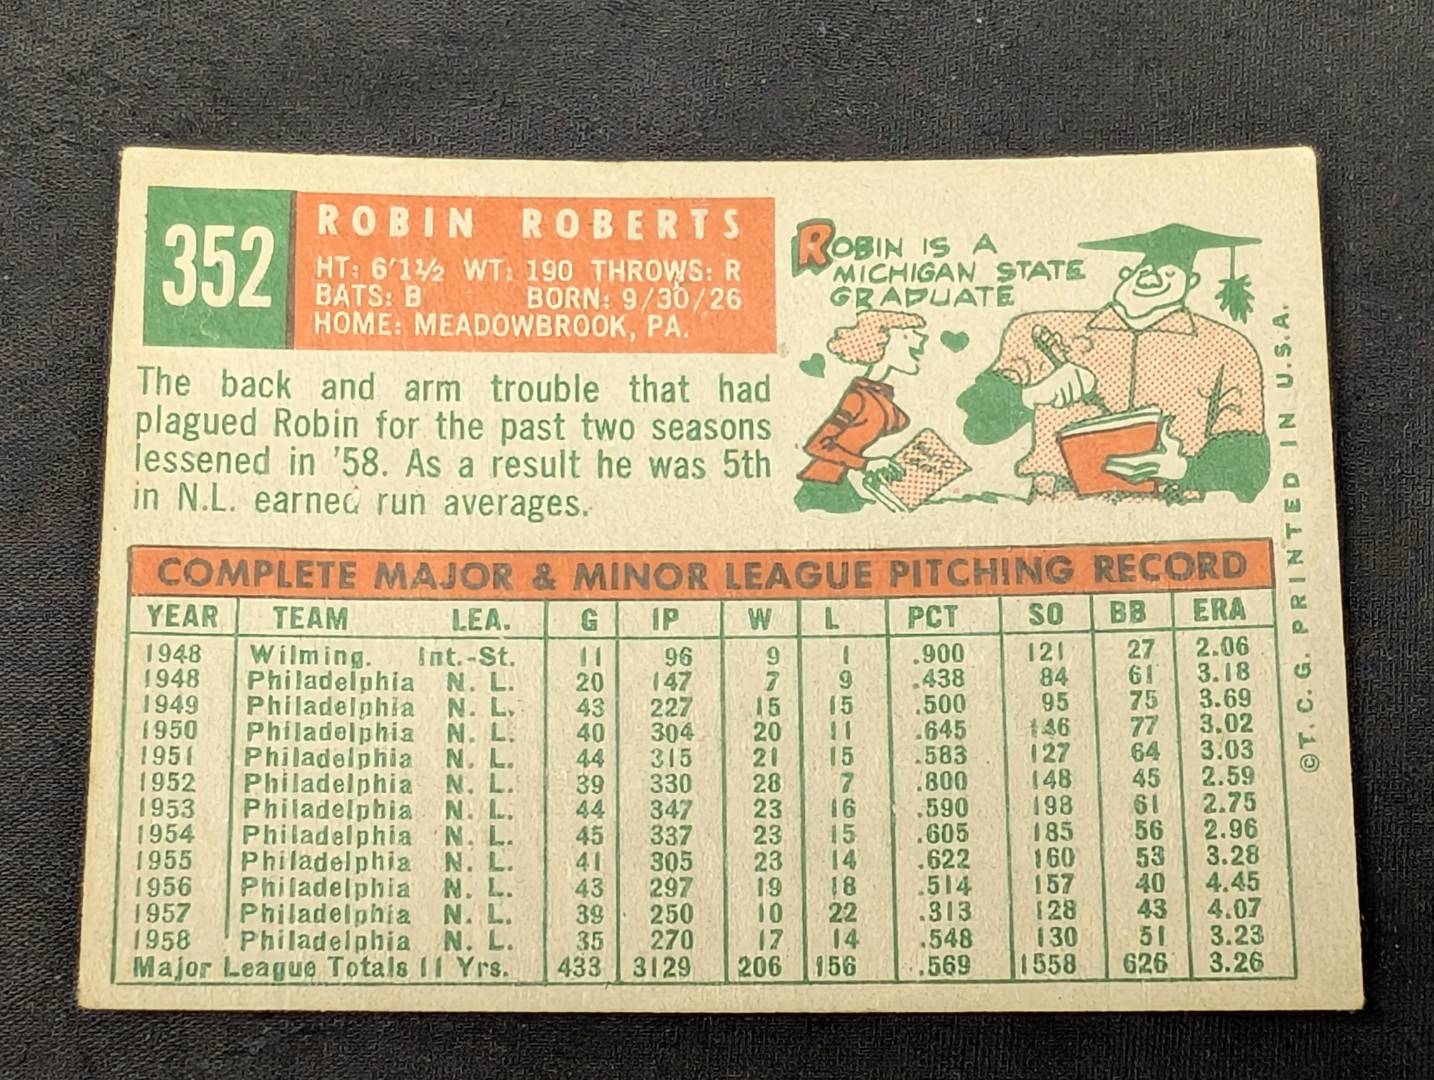 352
ROBIN ROBERTS
HT: 6'1½ WT: 190 THROWS: R
BATS: B BORN: 9/30/26
HOME: MEADOWBROOK, PA.
ROBIN IS A
MICHIGAN STATE
GRADUATE
The back and arm trouble that had
plagued Robin for the past two seasons
lessened in '58. As a result he was 5th
in N.L. earned run averages.
COMPLETE MAJOR & MINOR LEAGUE PITCHING RECORD
YEAR TEAM LEA. G IP W L PCT SO BB ERA
1948 Wilming. Int.-St. 11 96 9 1 .900 121 27 2.06
1948 Philadelphia N. L. 20 147 7 9 .438 84 61 3.18
1949 Philadelphia N. L. 43 227 15 15 .500 95 75 3.69
1950 Philadelphia N. L. 40 304 20 11 .645 146 77 3.02
1951 Philadelphia N. L. 44 315 21 15 .583 127 64 3.03
1952 Philadelphia N. L. 39 330 28 7 .800 148 45 2.59
1953 Philadelphia N. L. 44 347 23 16 .590 198 61 2.75
1954 Philadelphia N. L. 45 337 23 15 .605 185 56 2.96
1955 Philadelphia N. L. 41 305 23 14 .622 160 53 3.28
1956 Philadelphia N. L. 43 297 19 18 .514 157 40 4.45
1957 Philadelphia N. L. 39 250 10 22 .313 128 43 4.07
1958 Philadelphia N. L. 35 270 17 14 .548 130 51 3.23
Major League Totals 11 Yrs. 433 3129 206 156 .569 1558 626 3.26
©T.C.G. PRINTED IN U.S.A.